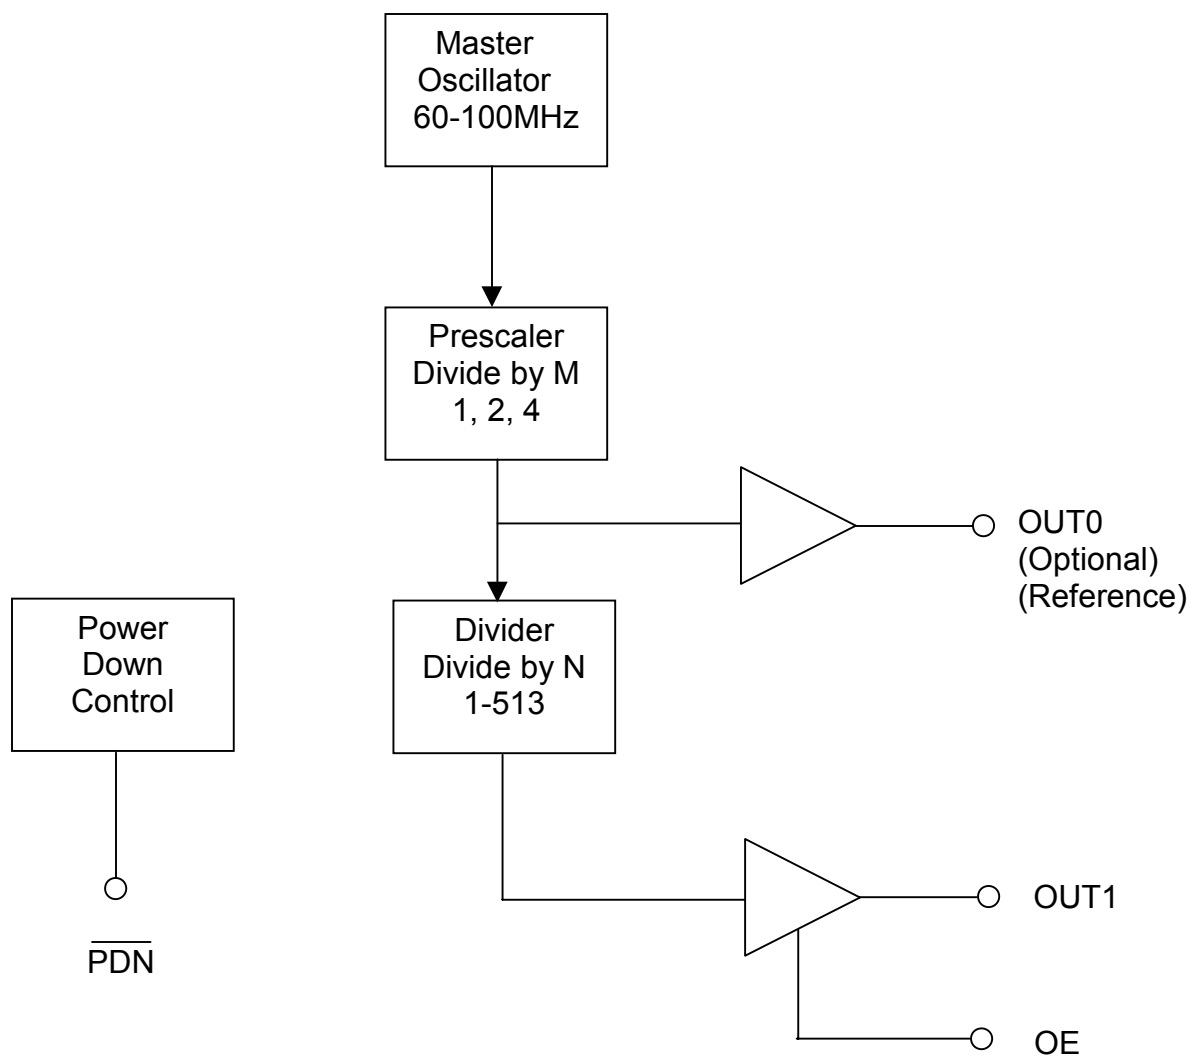 Master
Oscillator
60-100MHz
Prescaler
Divide by M
1, 2, 4
OUT0
(Optional)
(Reference)
Power
Down
Control
Divider
Divide by N
1-513
OUT1
P̅D̅N̅
OE